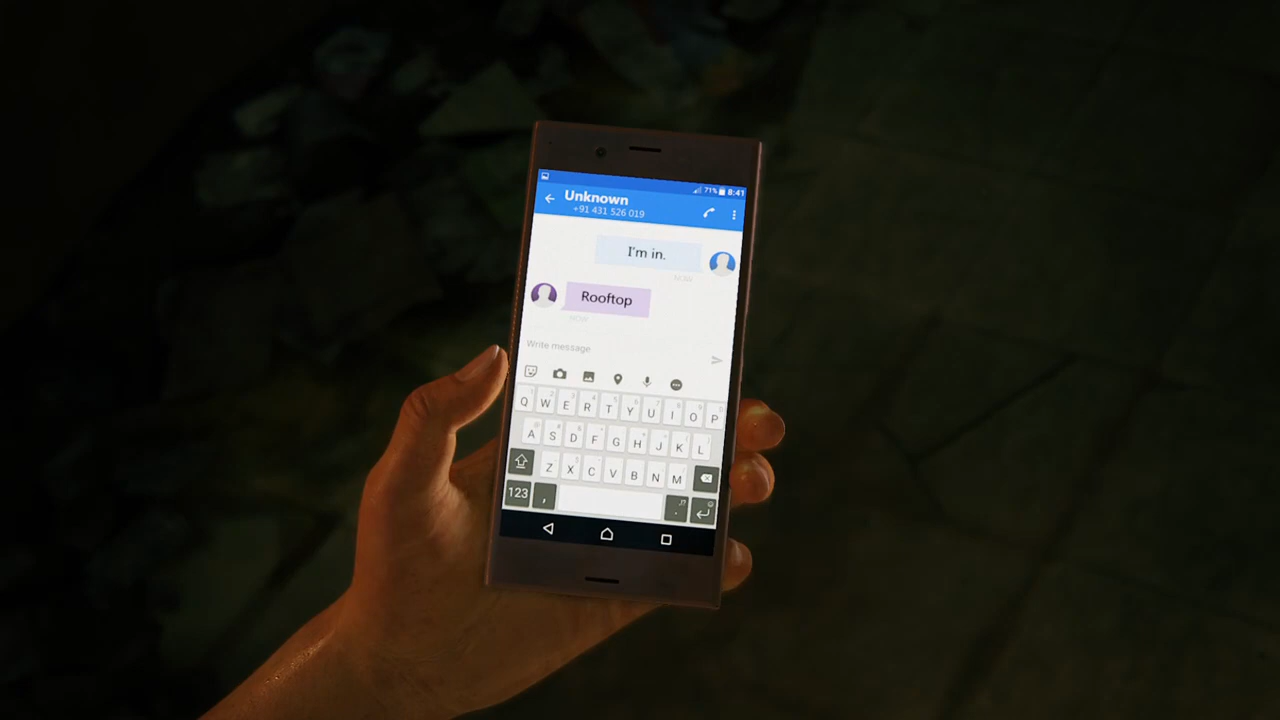 71% 8:41
Unknown
+91 431 526 019
I'm in.
Rooftop
Write message
Q W E R T Y U I O P
A S D F G H J K L
Z X C V B N M
123 , .